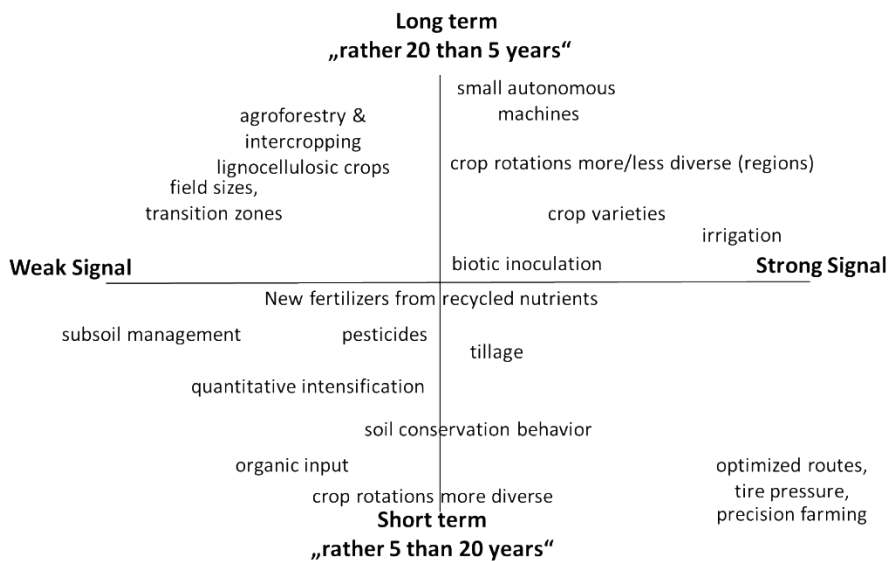 Long term
„rather 20 than 5 years“
small autonomous
machines
agroforestry &
intercropping
lignocellulosic crops
crop rotations more/less diverse (regions)
field sizes,
transition zones
crop varieties
irrigation
Weak Signal
biotic inoculation
Strong Signal
New fertilizers from recycled nutrients
subsoil management
pesticides
tillage
quantitative intensification
soil conservation behavior
organic input
optimized routes,
tire pressure,
precision farming
crop rotations more diverse
Short term
„rather 5 than 20 years“